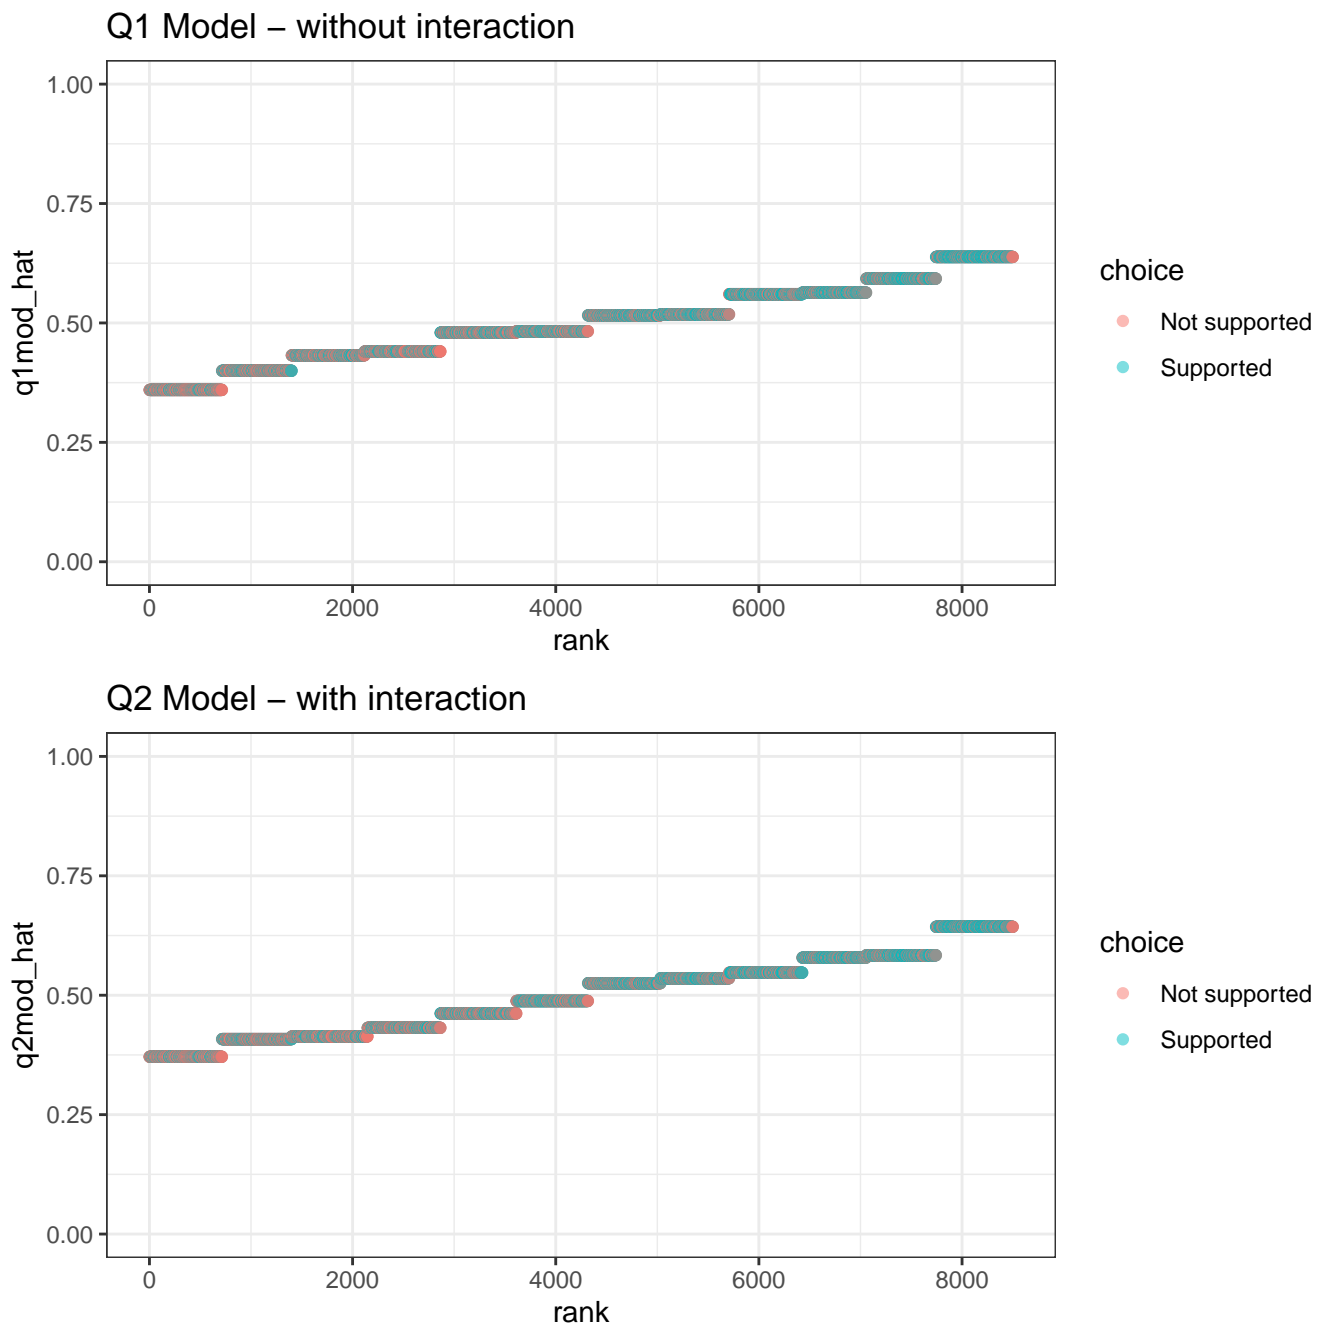 Q1 Model – without interaction
1.00
0.75
0.50
0.25
0.00
q1mod_hat
0 2000 4000 6000 8000
rank
choice
Not supported
Supported
Q2 Model – with interaction
1.00
0.75
0.50
0.25
0.00
q2mod_hat
0 2000 4000 6000 8000
rank
choice
Not supported
Supported